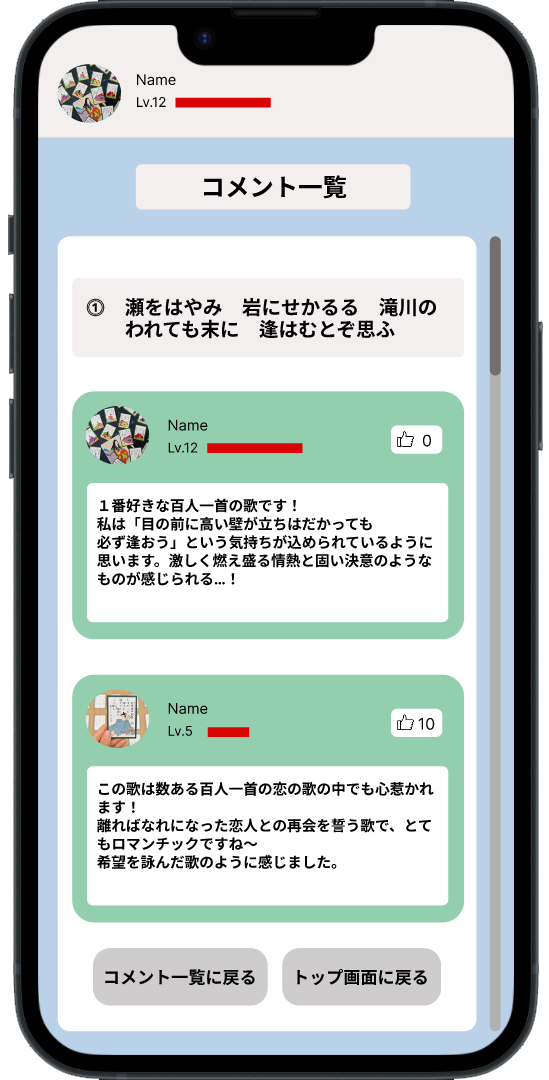 Name
Lv.12
コメント一覧
① 瀬をはやみ 岩にせかるる 滝川の
われても末に 逢はむとぞ思ふ
Name
Lv.12
0
１番好きな百人一首の歌です！
私は「目の前に高い壁が立ちはだかっても
必ず逢おう」という気持ちが込められているように
思います。激しく燃え盛る情熱と固い決意のような
ものが感じられる…！
Name
Lv.5
10
この歌は数ある百人一首の恋の歌の中でも心惹かれ
ます！
離ればなれになった恋人との再会を誓う歌で、とて
もロマンチックですね〜
希望を詠んだ歌のように感じました。
コメント一覧に戻る
トップ画面に戻る